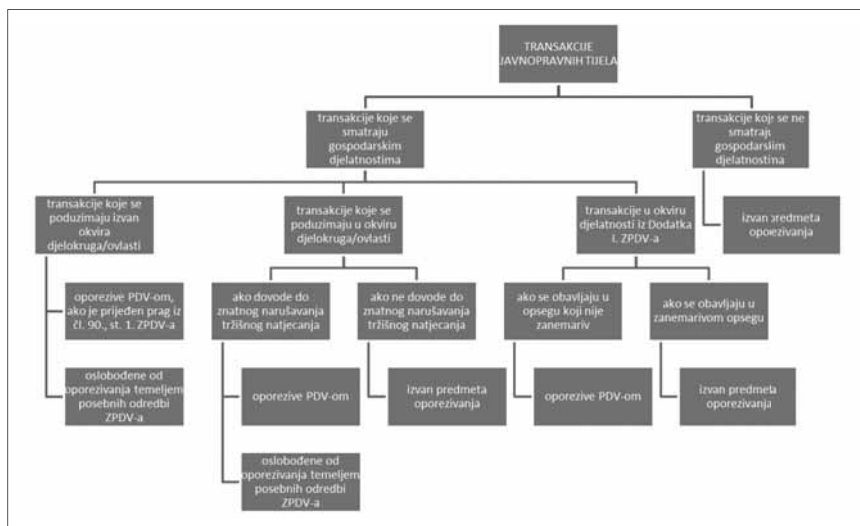 TRANSAKCIJE
JAVNOPRAVNIH TIJELA
transakcije koje se
smatraju
gospodarskim
djelatnostima
transakcije koje se ne
smatraju
gospodarskim
djelatnostima
transakcije koje se
poduzimaju izvan
okvira
djelokruga/ovlasti
transakcije koje se
poduzimaju u okviru
djelokruga/ovlasti
transakcije u okviru
djelatnosti iz Dodatka
I. ZPDV-a
izvan predmeta
oporezivanja
oporezive PDV-om,
ako je prijeđen prag iz
čl. 90., st. 1. ZPDV-a
ako dovode do
znatnog narušavanja
tržišnog natjecanja
ako ne dovode do
znatnog narušavanja
tržišnog natjecanja
ako se obavljaju u
opsegu koji nije
zanemariv
ako se obavljaju u
zanemarivom opsegu
oslobođene od
oporezivanja temeljem
posebnih odredbi
ZPDV-a
oporezive PDV-om
izvan predmeta
oporezivanja
oporezive PDV-om
izvan predmeta
oporezivanja
oslobođene od
oporezivanja temeljem
posebnih odredbi
ZPDV-a